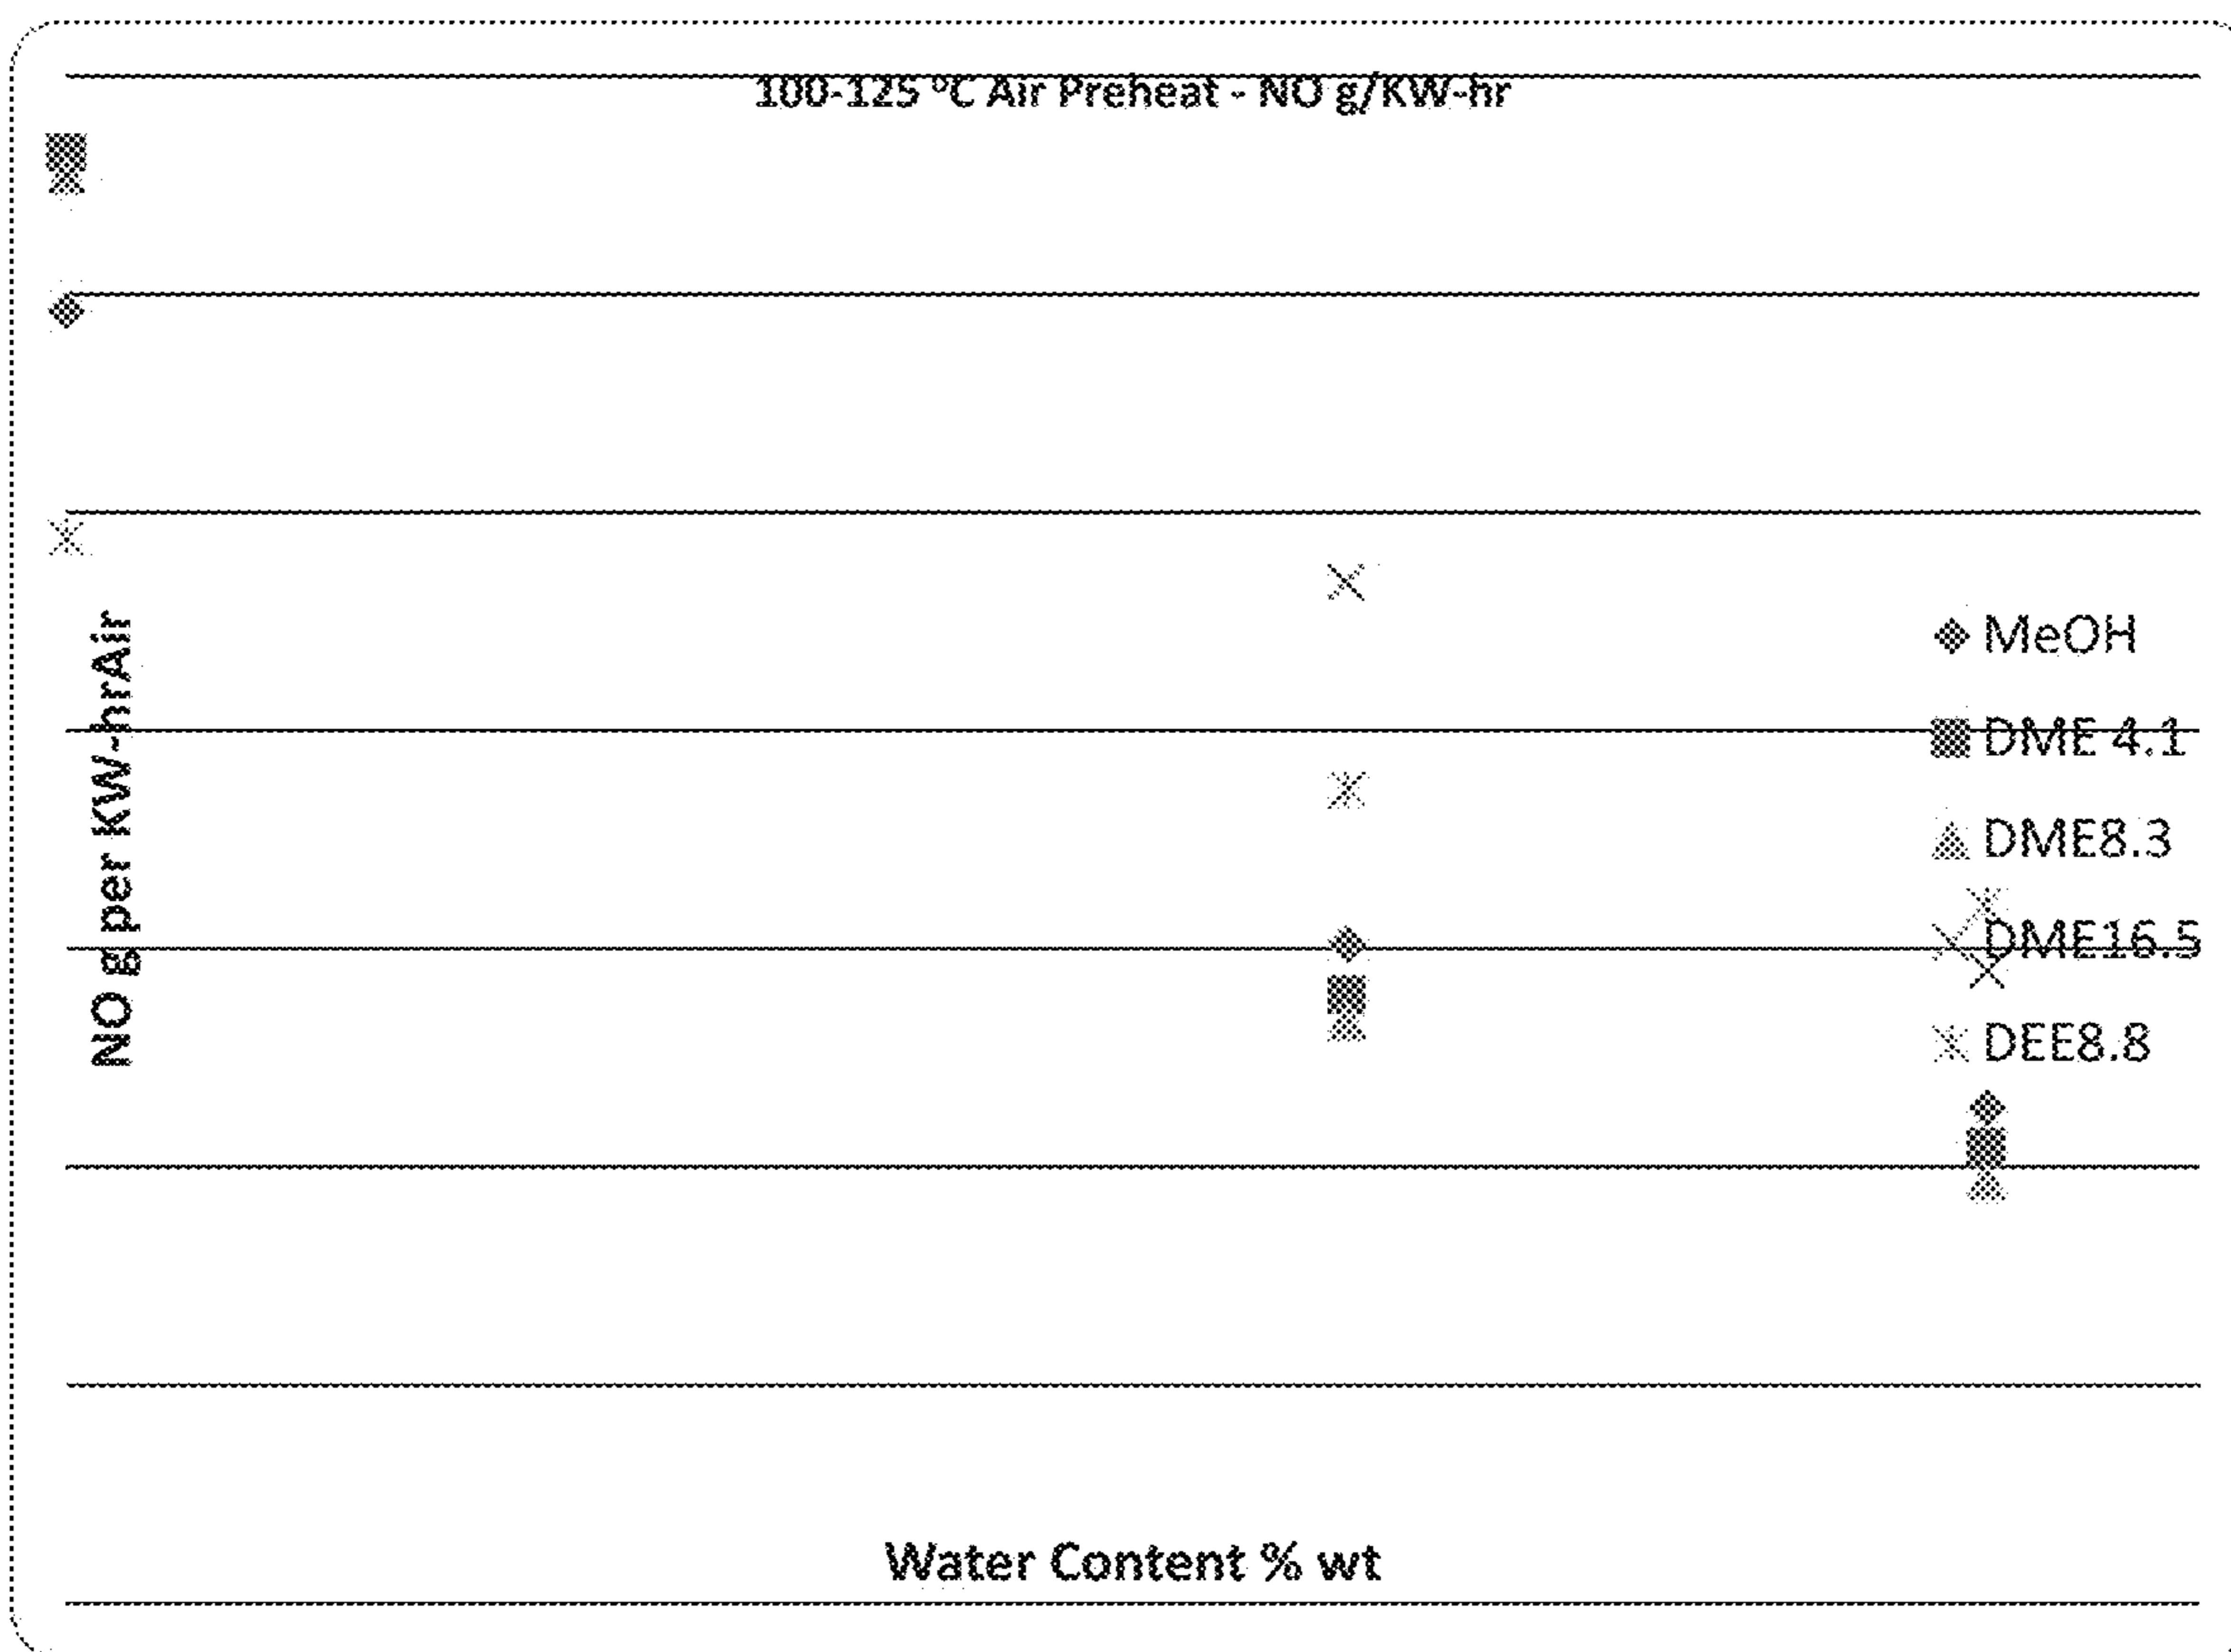 100-125 °C Air Preheat - NO g/KW-hr
NO g per KW-hrAir
MeOH
DME 4.1
DME8.3
DME16.5
DEE8.8
Water Content % wt